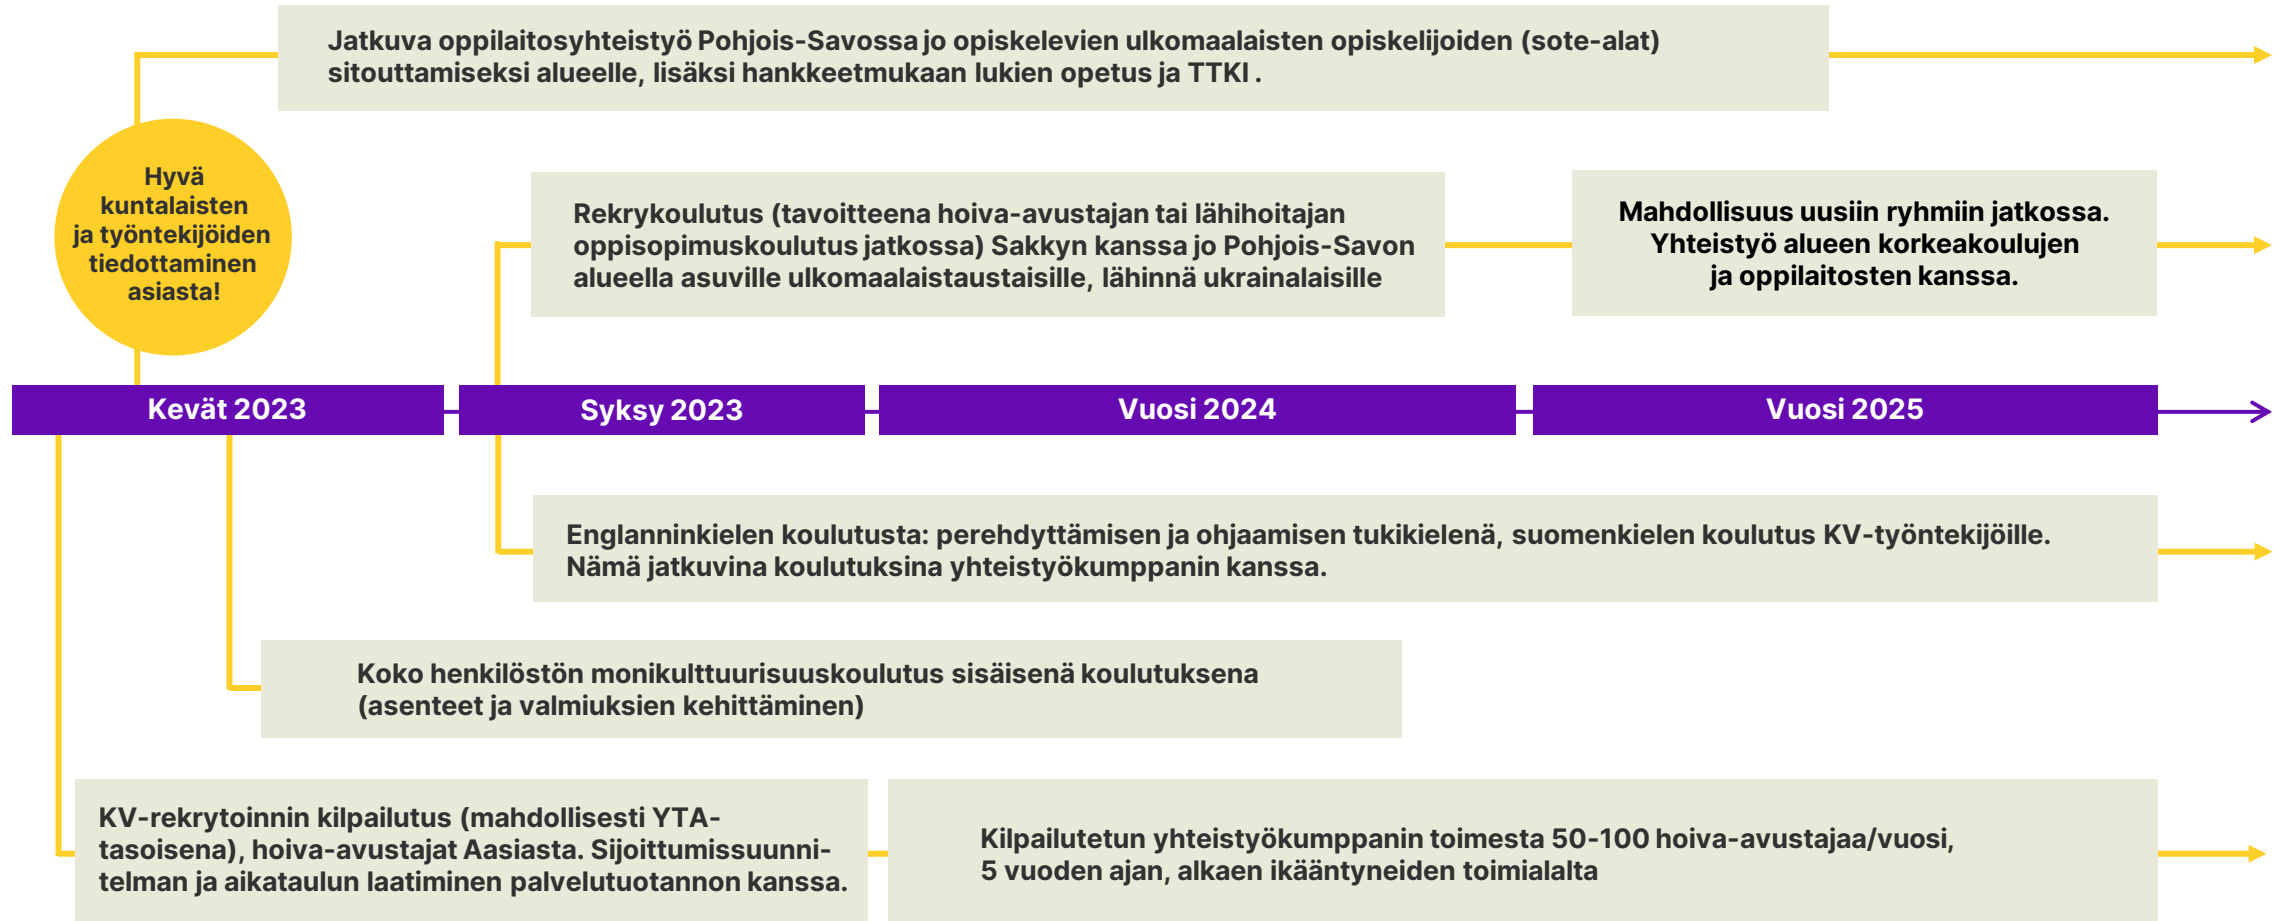 Jatkuva oppilaitosyhteistyö Pohjois-Savossa jo opiskelevien ulkomaalaisten opiskelijoiden (sote-alat)
sitouttamiseksi alueelle, lisäksi hankkeetmukaan lukien opetus ja TTKI .
Hyvä
kuntalaisten
ja työntekijöiden
tiedottaminen
asiasta!
Rekrykoulutus (tavoitteena hoiva-avustajan tai lähihoitajan
oppisopimuskoulutus jatkossa) Sakkyn kanssa jo Pohjois-Savon
alueella asuville ulkomaalaistaustaisille, lähinnä ukrainalaisille
Mahdollisuus uusiin ryhmiin jatkossa.
Yhteistyö alueen korkeakoulujen
ja oppilaitosten kanssa.
Kevät 2023
Syksy 2023
Vuosi 2024
Vuosi 2025
Englanninkielen koulutusta: perehdyttämisen ja ohjaamisen tukikielenä, suomenkielen koulutus KV-työntekijöille.
Nämä jatkuvina koulutuksina yhteistyökumppanin kanssa.
Koko henkilöstön monikulttuurisuuskoulutus sisäisenä koulutuksena
(asenteet ja valmiuksien kehittäminen)
KV-rekrytoinnin kilpailutus (mahdollisesti YTA-
tasoisena), hoiva-avustajat Aasiasta. Sijoittumissuunni-
telman ja aikataulun laatiminen palvelutuotannon kanssa.
Kilpailutetun yhteistyökumppanin toimesta 50-100 hoiva-avustajaa/vuosi,
5 vuoden ajan, alkaen ikääntyneiden toimialalta